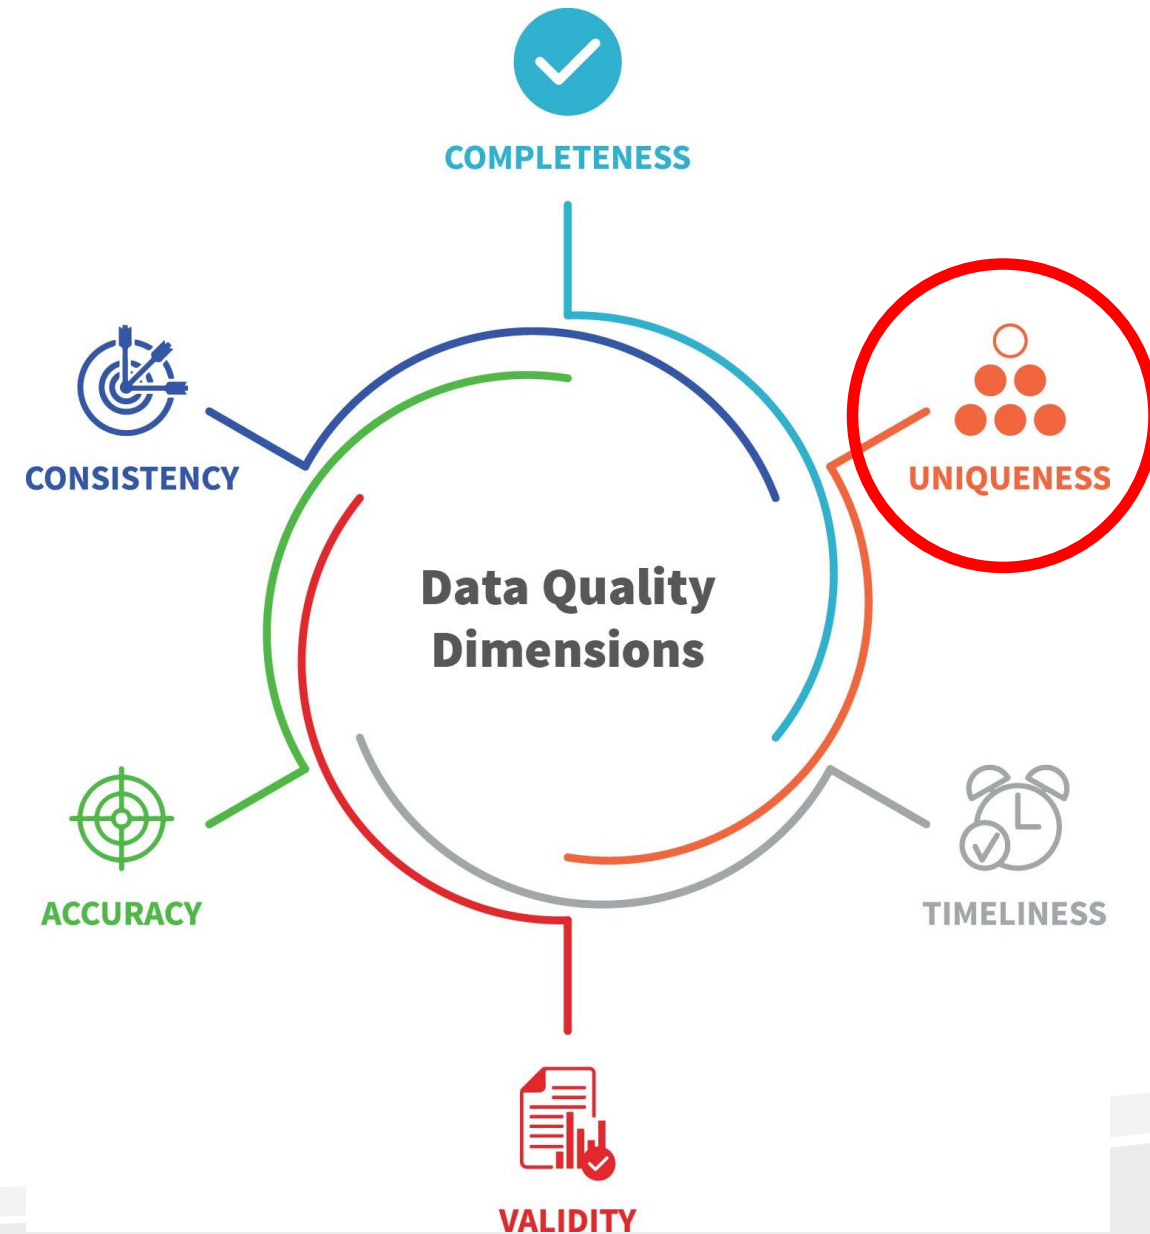 COMPLETENESS
CONSISTENCY
UNIQUENESS
Data Quality
Dimensions
ACCURACY
TIMELINESS
VALIDITY